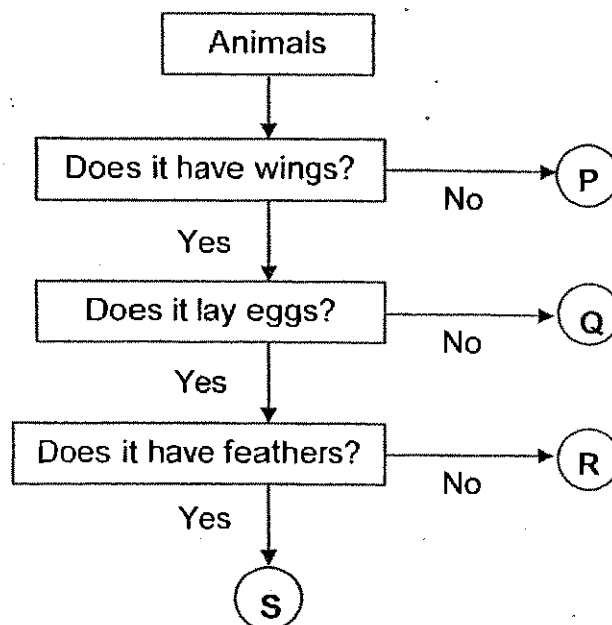 Animals
Does it have wings?
No
P
Yes
Does it lay eggs?
No
Q
Yes
Does it have feathers?
No
R
Yes
S